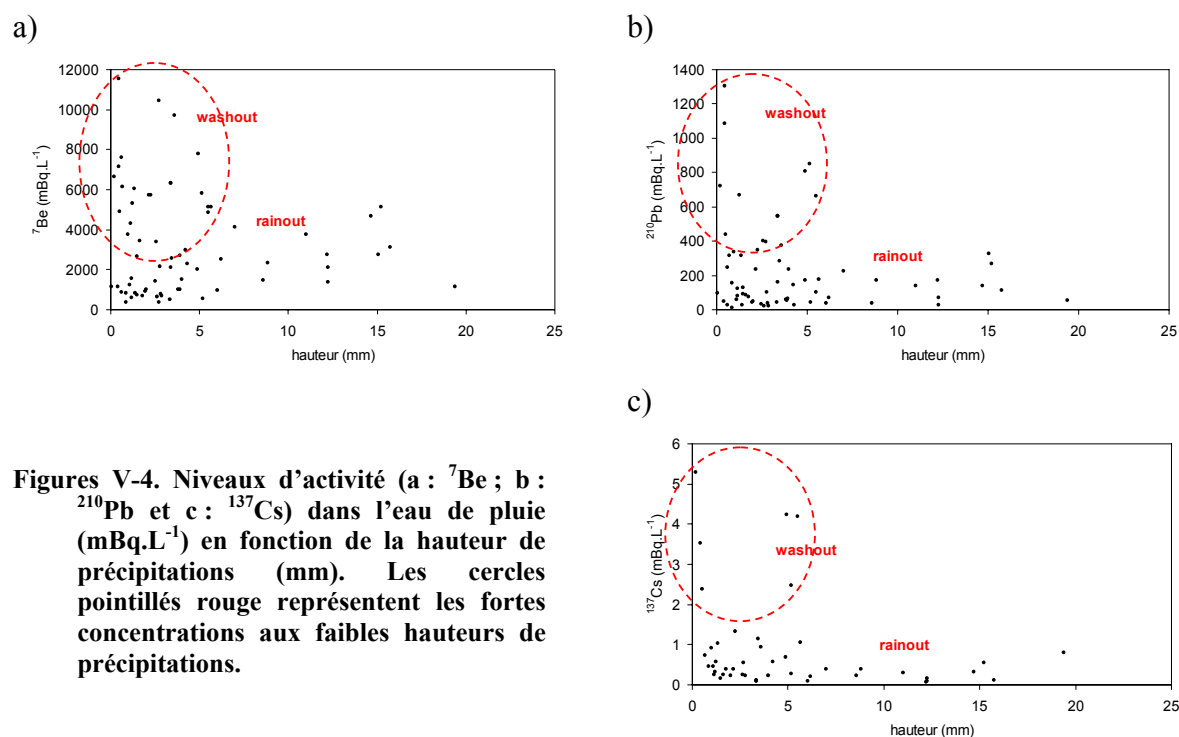 a)
12000
10000
8000
6000
4000
2000
0
⁷Be (mBq.L⁻¹)
washout
rainout
0 5 10 15 20 25
hauteur (mm)
b)
1400
1200
1000
800
600
400
200
0
²¹⁰Pb (mBq.L⁻¹)
washout
rainout
0 5 10 15 20 25
hauteur (mm)
c)
6
5
4
3
2
1
0
¹³⁷Cs (mBq.L⁻¹)
washout
rainout
0 5 10 15 20 25
hauteur (mm)
Figures V-4. Niveaux d'activité (a : ⁷Be ; b :
²¹⁰Pb et c : ¹³⁷Cs) dans l'eau de pluie
(mBq.L⁻¹) en fonction de la hauteur de
précipitations (mm). Les cercles
pointillés rouge représentent les fortes
concentrations aux faibles hauteurs de
précipitations.